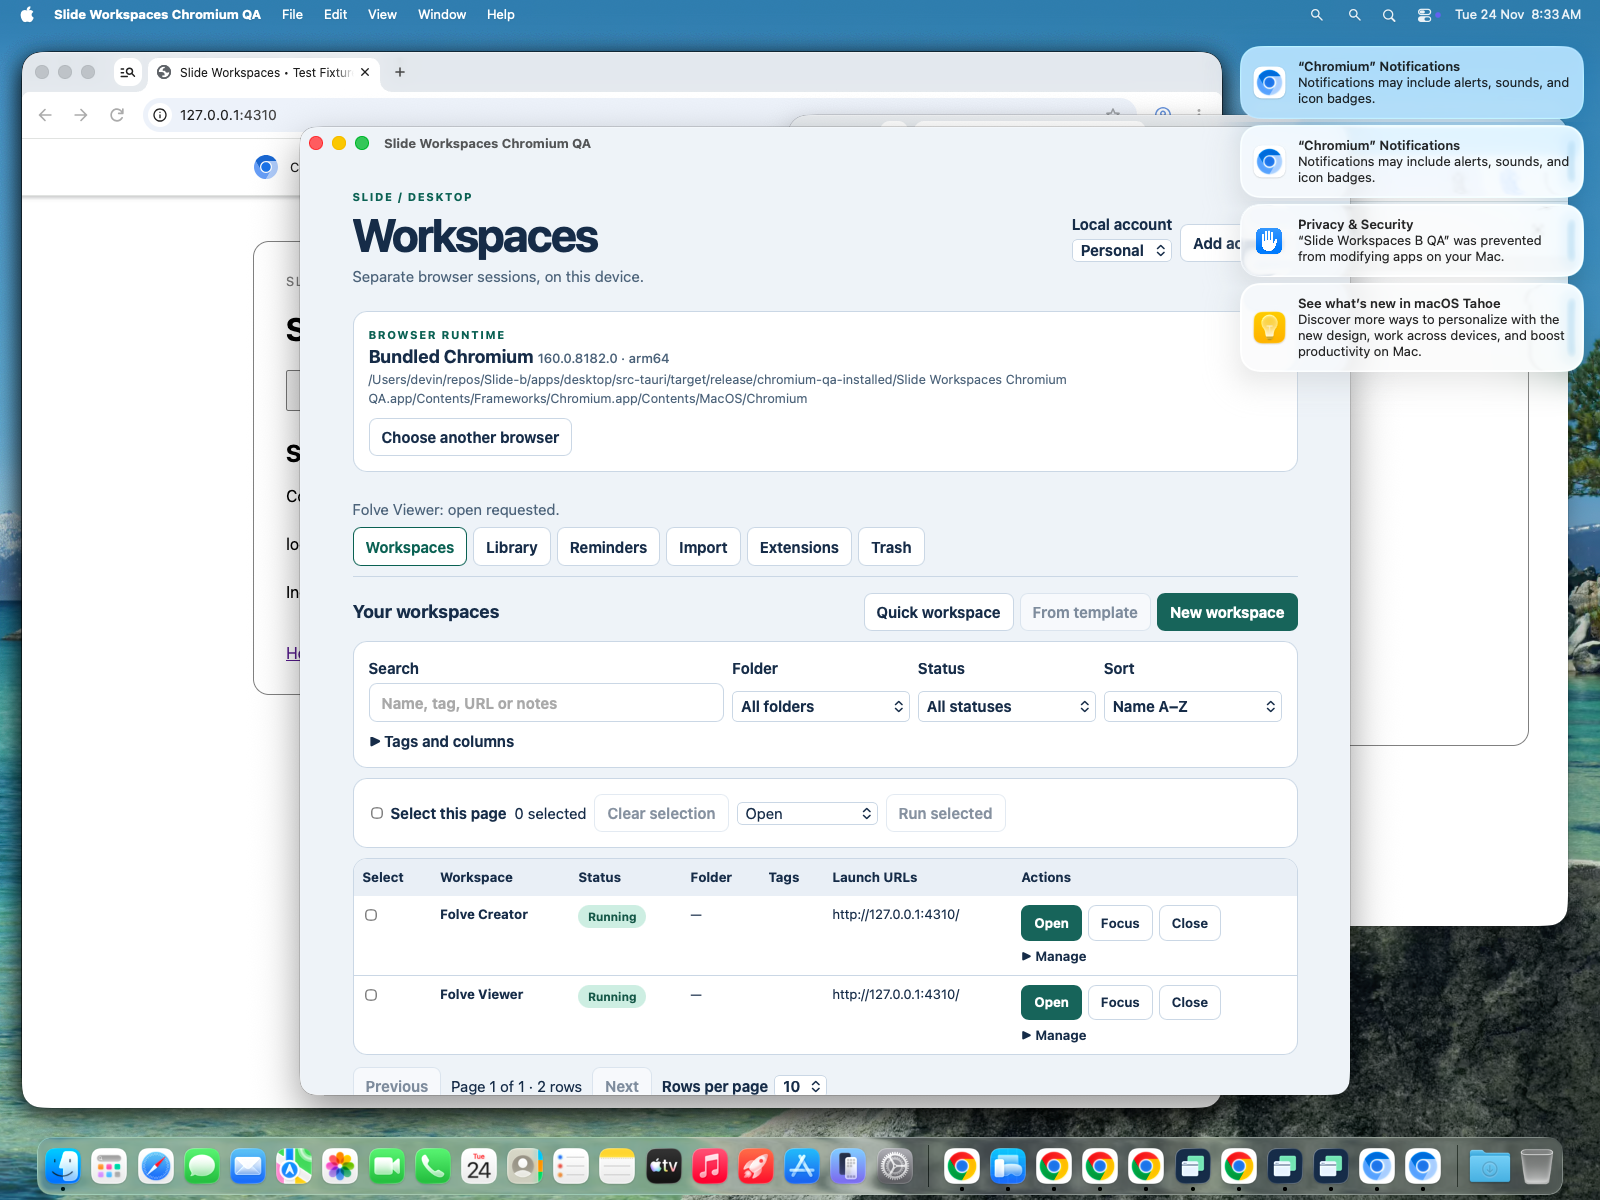 Slide Workspaces Chromium QA File Edit View Window Help
Tue 24 Nov 8:33 AM
Slide Workspaces • Test Fixtur
127.0.0.1:4310
Slide Workspaces Chromium QA
SLIDE / DESKTOP
Workspaces
Separate browser sessions, on this device.
Local account
Personal
Add ac
BROWSER RUNTIME
Bundled Chromium 160.0.8182.0 · arm64
/Users/devin/repos/Slide-b/apps/desktop/src-tauri/target/release/chromium-qa-installed/Slide Workspaces Chromium
QA.app/Contents/Frameworks/Chromium.app/Contents/MacOS/Chromium
Choose another browser
Folve Viewer: open requested.
Workspaces Library Reminders Import Extensions Trash
Your workspaces
Quick workspace From template New workspace
Search Folder Status Sort
Name, tag, URL or notes All folders All statuses Name A–Z
Tags and columns
Select this page 0 selected Clear selection Open Run selected
Select Workspace Status Folder Tags Launch URLs Actions
Folve Creator Running — http://127.0.0.1:4310/ Open Focus Close
Manage
Folve Viewer Running — http://127.0.0.1:4310/ Open Focus Close
Manage
Previous Page 1 of 1 · 2 rows Next Rows per page 10
“Chromium” Notifications
Notifications may include alerts, sounds, and
icon badges.
“Chromium” Notifications
Notifications may include alerts, sounds, and
icon badges.
Privacy & Security
“Slide Workspaces B QA” was prevented
from modifying apps on your Mac.
See what's new in macOS Tahoe
Discover more ways to personalize with the
new design, work across devices, and boost
productivity on Mac.
Tue
24
tv